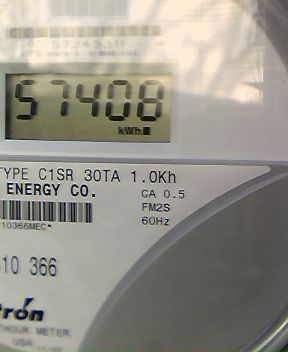 57408
kWh
TYPE C1SR 30TA 1.0Kh
ENERGY CO. CA 0.5
FM2S
10366MEC*
60Hz
10 366
tron
HOUR METER
USA